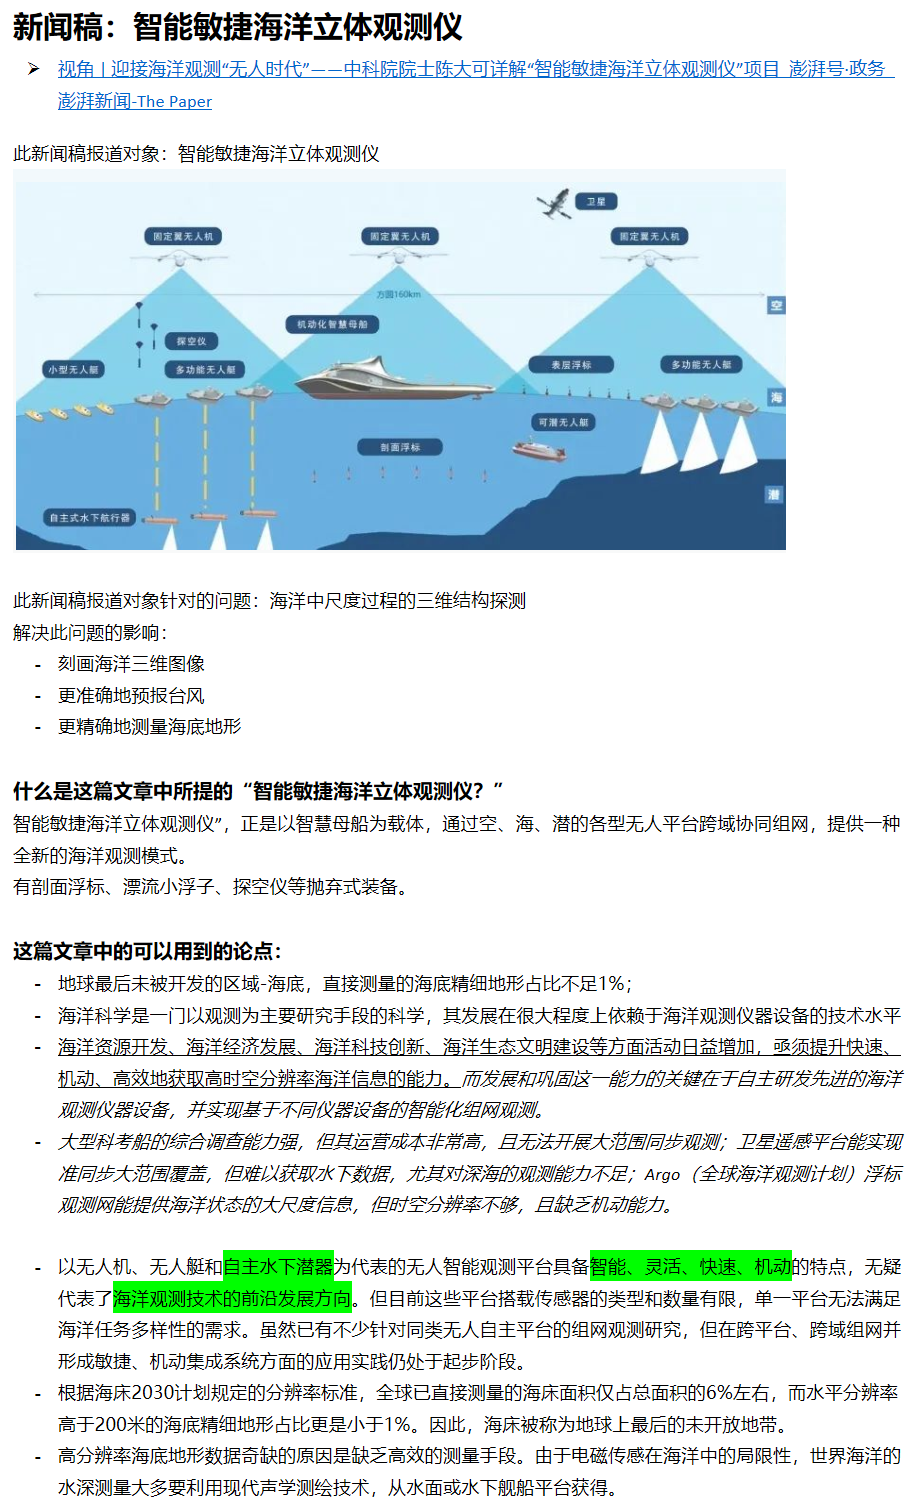 新闻稿：智能敏捷海洋立体观测仪
➢ 视角 | 迎接海洋观测“无人时代”——中科院院士陈大可详解“智能敏捷海洋立体观测仪”项目_澎湃号·政务_
澎湃新闻-The Paper
此新闻稿报道对象：智能敏捷海洋立体观测仪
卫星
固定翼无人机
固定翼无人机
固定翼无人机
方圆160km
空
机动化智慧母船
探空仪
小型无人艇
多功能无人艇
表层浮标
多功能无人艇
海
可潜无人艇
剖面浮标
潜
自主式水下航行器
此新闻稿报道对象针对的问题：海洋中尺度过程的三维结构探测
解决此问题的影响：
- 刻画海洋三维图像
- 更准确地预报台风
- 更精确地测量海底地形
什么是这篇文章中所提的“智能敏捷海洋立体观测仪？”
智能敏捷海洋立体观测仪”，正是以智慧母船为载体，通过空、海、潜的各型无人平台跨域协同组网，提供一种
全新的海洋观测模式。
有剖面浮标、漂流小浮子、探空仪等抛弃式装备。
这篇文章中的可以用到的论点：
- 地球最后未被开发的区域-海底，直接测量的海底精细地形占比不足1%；
- 海洋科学是一门以观测为主要研究手段的科学，其发展在很大程度上依赖于海洋观测仪器设备的技术水平
- 海洋资源开发、海洋经济发展、海洋科技创新、海洋生态文明建设等方面活动日益增加，亟须提升快速、
机动、高效地获取高时空分辨率海洋信息的能力。而发展和巩固这一能力的关键在于自主研发先进的海洋
观测仪器设备，并实现基于不同仪器设备的智能化组网观测。
- 大型科考船的综合调查能力强，但其运营成本非常高，且无法开展大范围同步观测；卫星遥感平台能实现
准同步大范围覆盖，但难以获取水下数据，尤其对深海的观测能力不足；Argo（全球海洋观测计划）浮标
观测网能提供海洋状态的大尺度信息，但时空分辨率不够，且缺乏机动能力。
- 以无人机、无人艇和自主水下潜器为代表的无人智能观测平台具备智能、灵活、快速、机动的特点，无疑
代表了海洋观测技术的前沿发展方向。但目前这些平台搭载传感器的类型和数量有限，单一平台无法满足
海洋任务多样性的需求。虽然已有不少针对同类无人自主平台的组网观测研究，但在跨平台、跨域组网并
形成敏捷、机动集成系统方面的应用实践仍处于起步阶段。
- 根据海床2030计划规定的分辨率标准，全球已直接测量的海床面积仅占总面积的6%左右，而水平分辨率
高于200米的海底精细地形占比更是小于1%。因此，海床被称为地球上最后的未开放地带。
- 高分辨率海底地形数据奇缺的原因是缺乏高效的测量手段。由于电磁传感在海洋中的局限性，世界海洋的
水深测量大多要利用现代声学测绘技术，从水面或水下舰船平台获得。